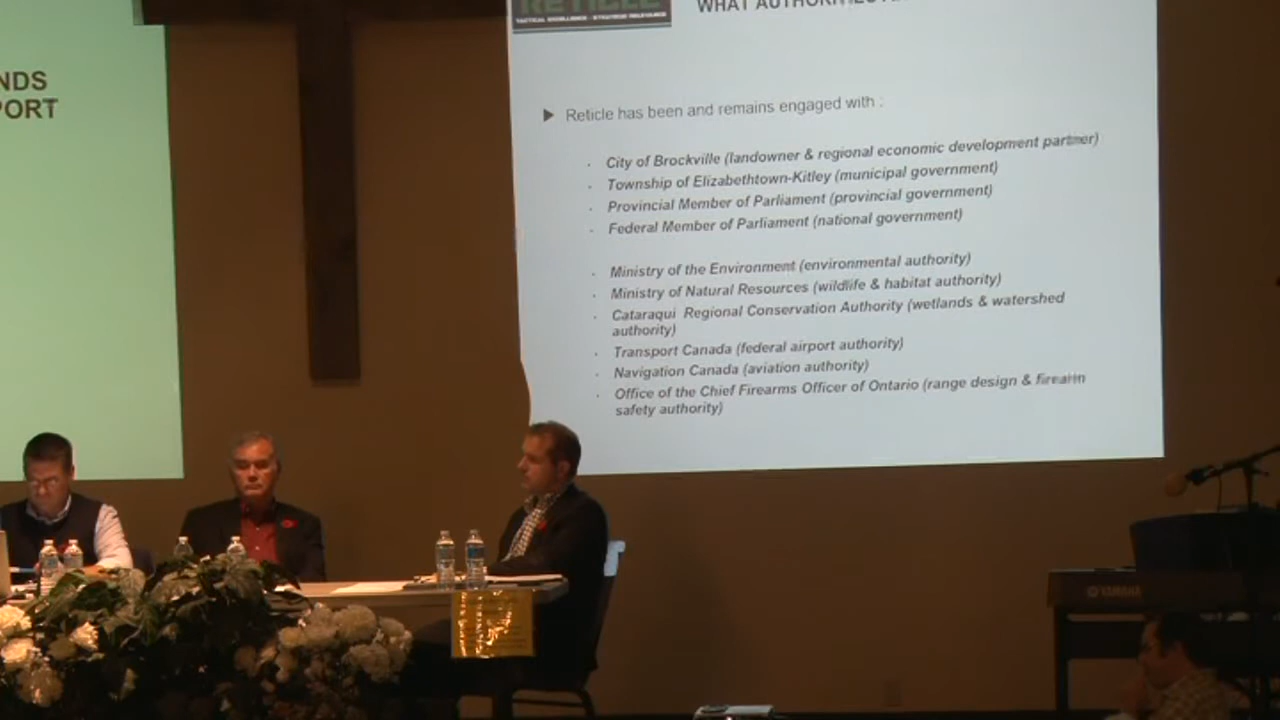 NDS
PORT
RETICLE
TACTICAL EXCELLENCE - STRATEGIC RELEVANCE
WHAT
Reticle has been and remains engaged with :
City of Brockville (landowner & regional economic development partner)
Township of Elizabethtown-Kitley (municipal government)
Provincial Member of Parliament (provincial government)
Federal Member of Parliament (national government)
Ministry of the Environment (environmental authority)
Ministry of Natural Resources (wildlife & habitat authority)
Cataraqui Regional Conservation Authority (wetlands & watershed
authority)
Transport Canada (federal airport authority)
Navigation Canada (aviation authority)
Office of the Chief Firearms Officer of Ontario (range design & firearm
safety authority)
YAMAHA